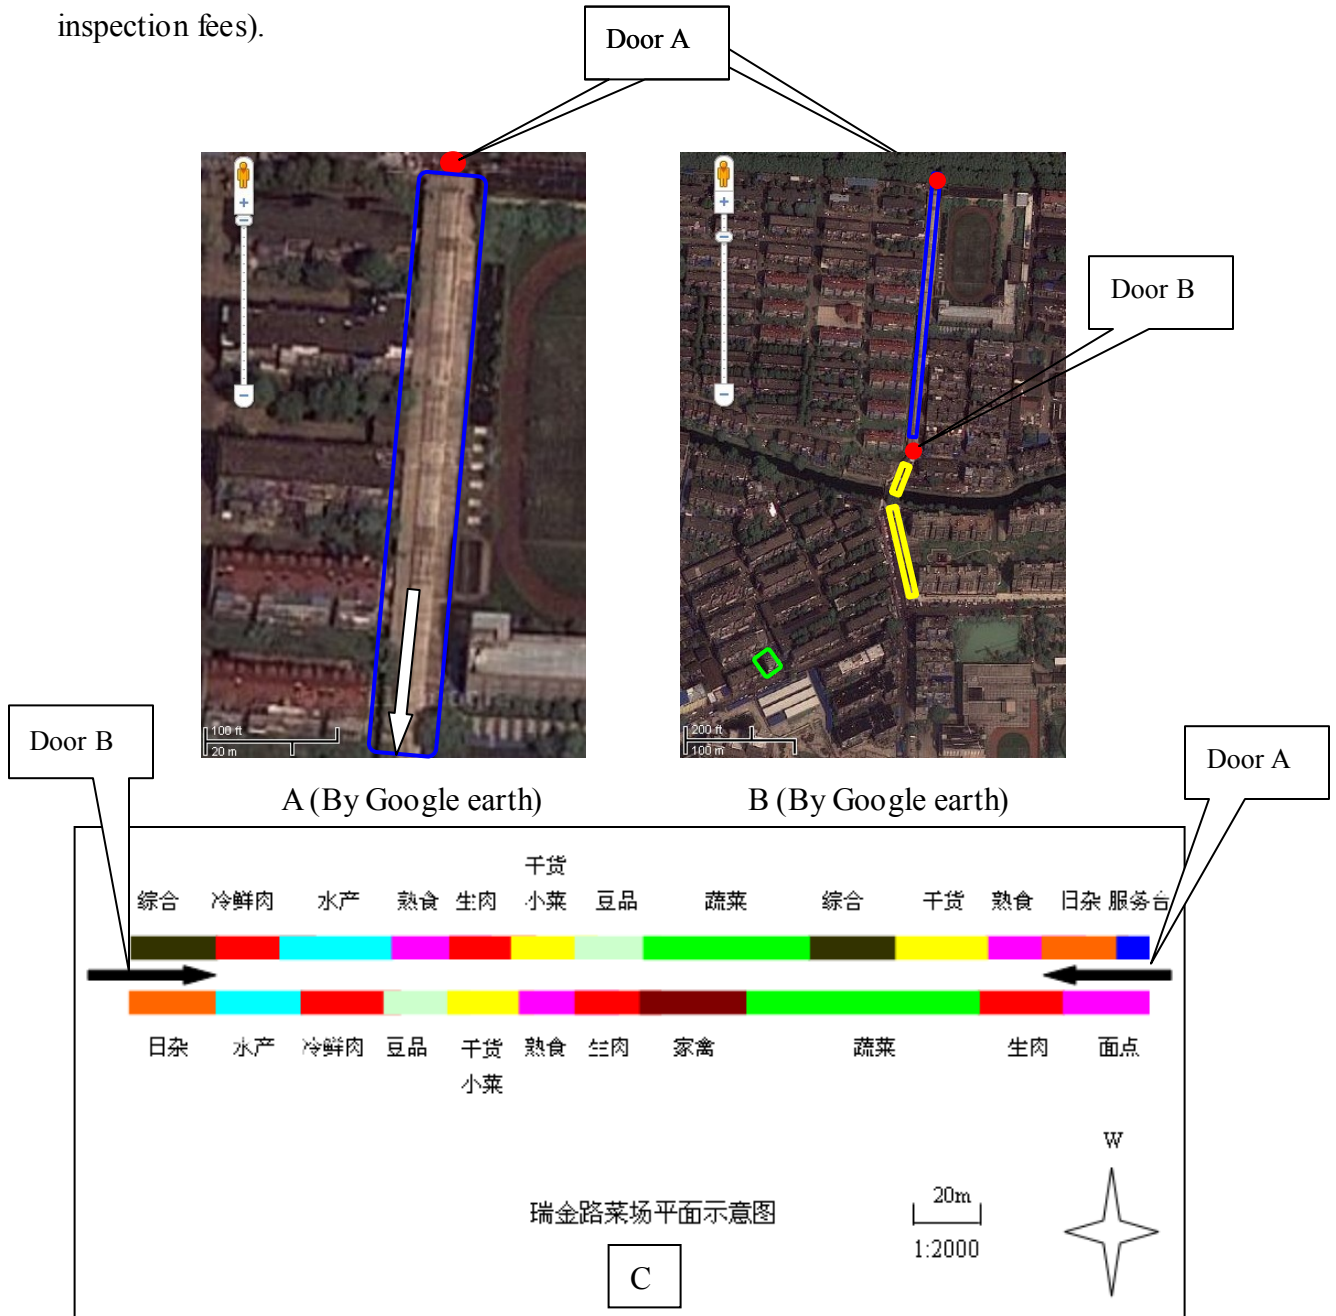 inspection fees).
Door A
Door B
100 ft
20 m
200 ft
100 m
Door B
Door A
A (By Google earth)
B (By Google earth)
干货
综合 冷鲜肉 水产 熟食 生肉 小菜 豆品 蔬菜 综合 干货 熟食 日杂 服务台
日杂 水产 冷鲜肉 豆品 干货 熟食 生肉 家禽 蔬菜 生肉 面点
小菜
W
瑞金路菜场平面示意图
20m
1:2000
C